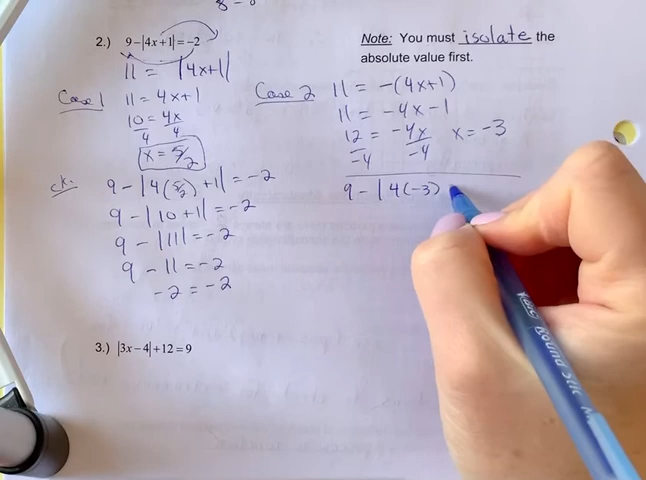 2.) 9-|4x+1|=-2
11 = |4x+1|
Case 1 11 = 4x+1
10 = 4x
4 4
x = 5/2
ck. 9 - |4(5/2)+1| = -2
9 - |10+1| = -2
9 - |11| = -2
9 - 11 = -2
-2 = -2
Note: You must isolate the
absolute value first.
Case 2 11 = -(4x+1)
11 = -4x - 1
12 = -4x x = -3
-4 -4
9 - |4(-3)
3.) |3x-4|+12=9